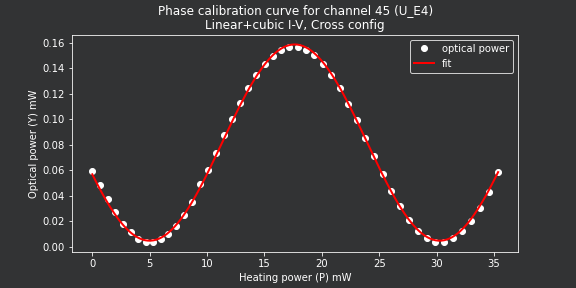 Phase calibration curve for channel 45 (U_E4)
Linear+cubic I-V, Cross config
optical power
fit
Optical power (Y) mW
0.16
0.14
0.12
0.10
0.08
0.06
0.04
0.02
0.00
0
5
10
15
20
25
30
35
Heating power (P) mW